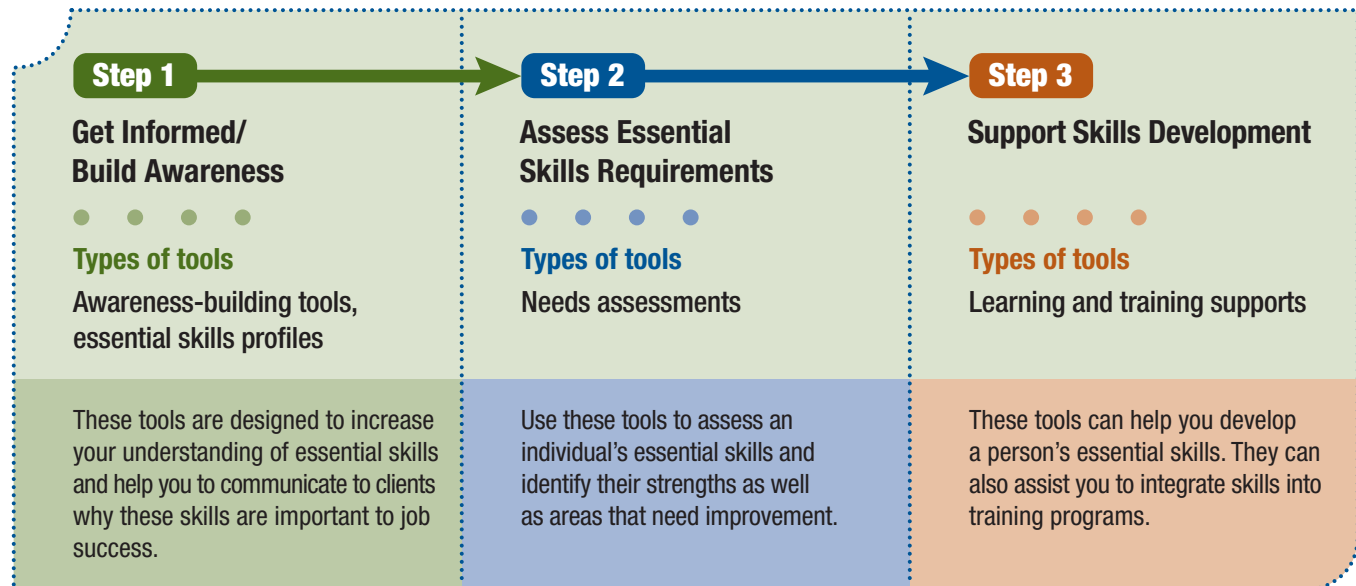 Step 1
Get Informed/
Build Awareness
Types of tools
Awareness-building tools,
essential skills profiles
These tools are designed to increase
your understanding of essential skills
and help you to communicate to clients
why these skills are important to job
success.
Step 2
Assess Essential
Skills Requirements
Types of tools
Needs assessments
Use these tools to assess an
individual’s essential skills and
identify their strengths as well
as areas that need improvement.
Step 3
Support Skills Development
Types of tools
Learning and training supports
These tools can help you develop
a person’s essential skills. They can
also assist you to integrate skills into
training programs.